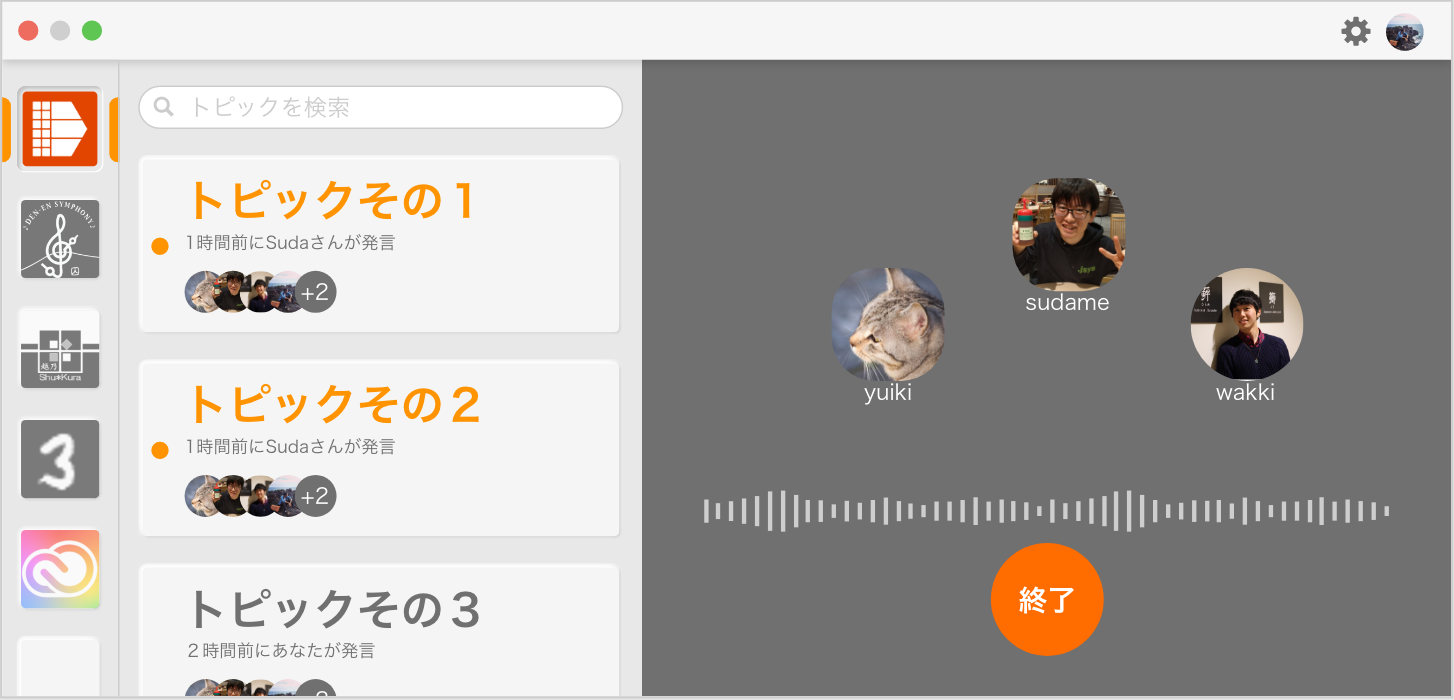 トピックを検索
トピックその１
1時間前にSudaさんが発言
+2
トピックその２
1時間前にSudaさんが発言
+2
トピックその３
２時間前にあなたが発言
♪DEN-EN SYMPHONY♪
越乃
Shu*Kura
3
sudame
yuiki
wakki
終了